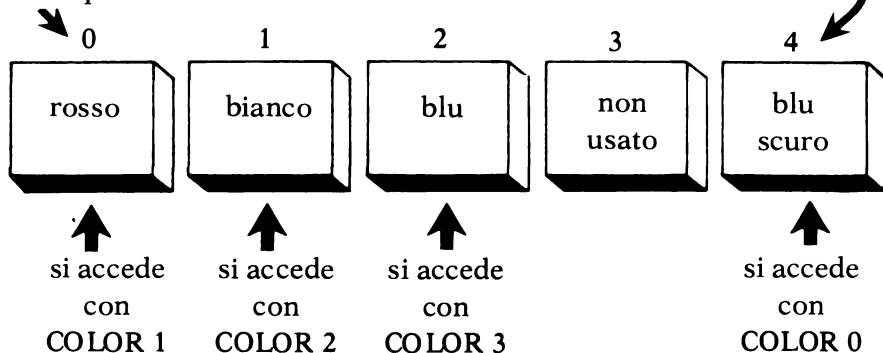 0 1 2 3 4
rosso bianco blu non usato blu scuro
si accede si accede si accede si accede
con con con con
COLOR 1 COLOR 2 COLOR 3 COLOR 0